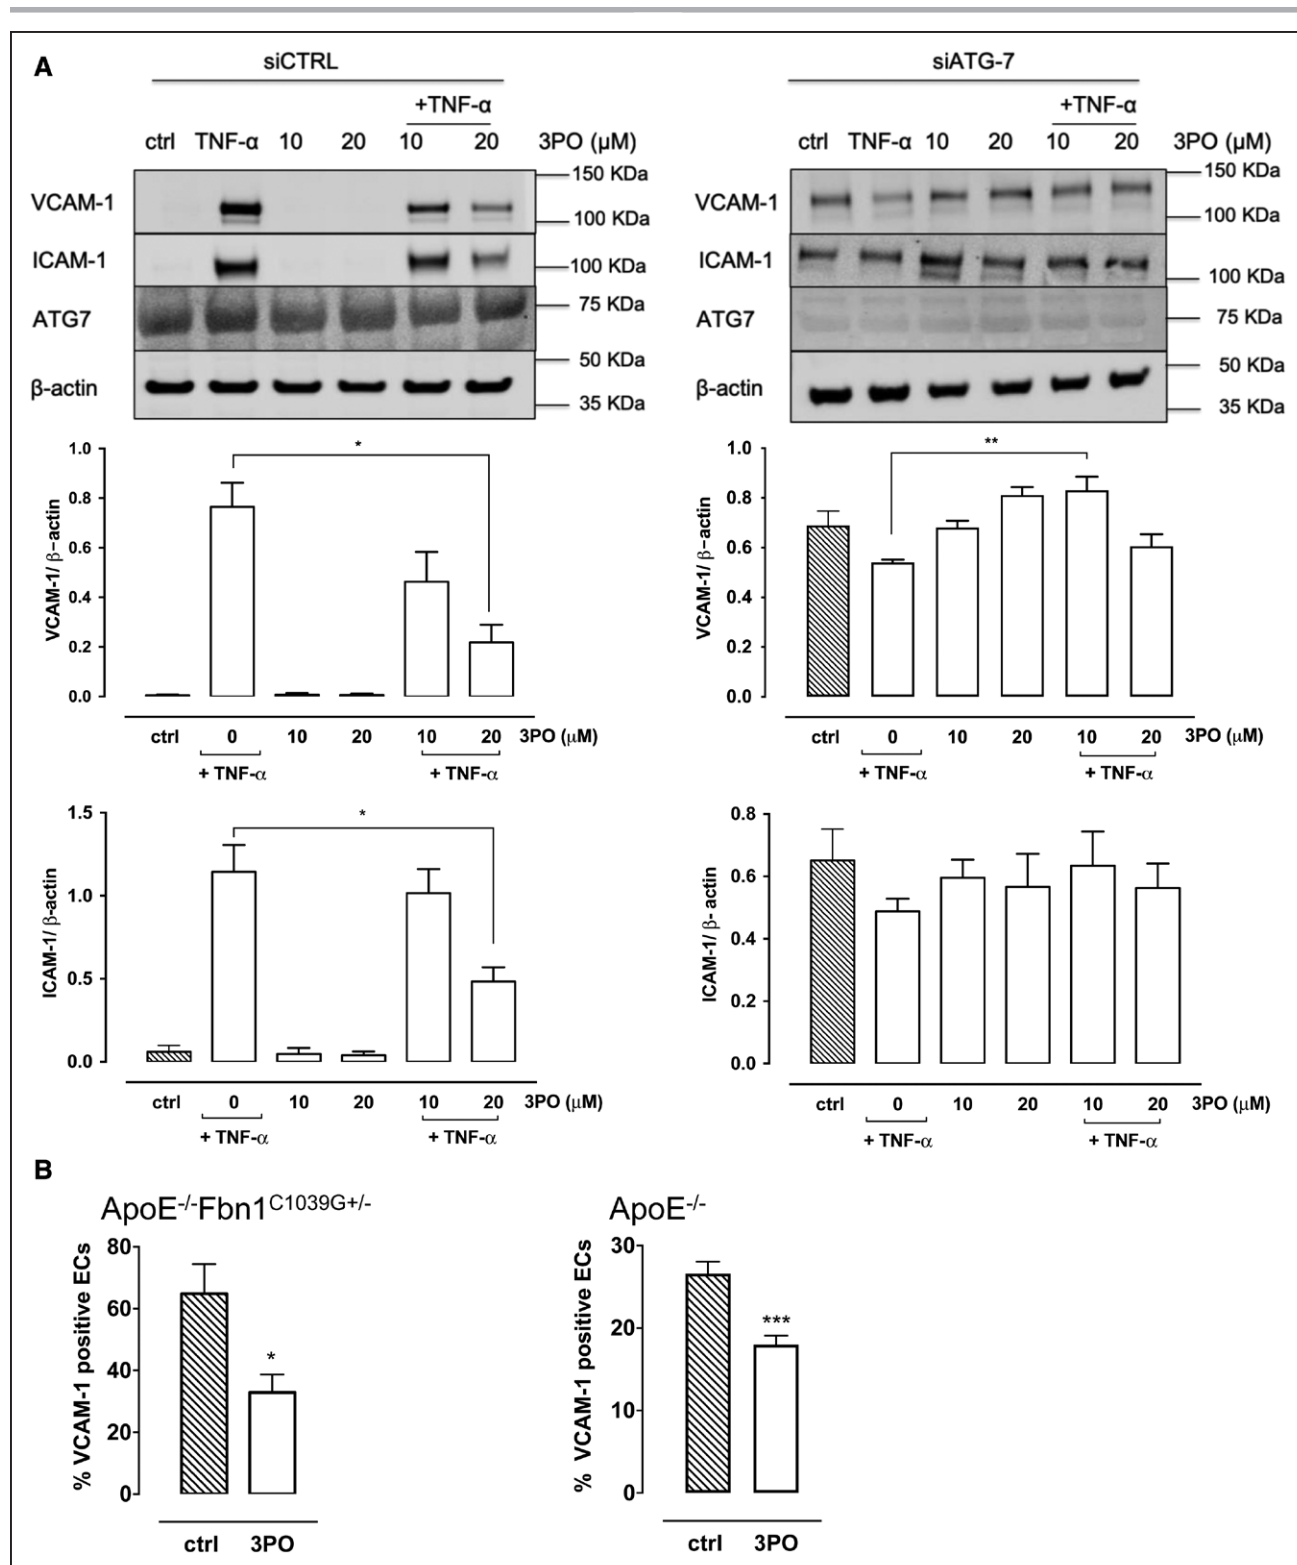 A
siCTRL
+TNF-α
ctrl TNF-α 10 20 10 20 3PO (µM)
VCAM-1
150 KDa
100 KDa
ICAM-1
100 KDa
ATG7
75 KDa
50 KDa
β-actin
35 KDa
siATG-7
+TNF-α
ctrl TNF-α 10 20 10 20 3PO (µM)
VCAM-1
150 KDa
100 KDa
ICAM-1
100 KDa
ATG7
75 KDa
50 KDa
β-actin
35 KDa
VCAM-1/ β-actin
1.0
0.8
0.6
0.4
0.2
0.0
*
ctrl 0 10 20 10 20 3PO (µM)
+ TNF-α + TNF-α
VCAM-1/ β-actin
1.0
0.8
0.6
0.4
0.2
0.0
**
ctrl 0 10 20 10 20 3PO (µM)
+ TNF-α + TNF-α
ICAM-1/ β-actin
1.5
1.0
0.5
0.0
*
ctrl 0 10 20 10 20 3PO (µM)
+ TNF-α + TNF-α
ICAM-1/ β- actin
0.8
0.6
0.4
0.2
0.0
ctrl 0 10 20 10 20 3PO (µM)
+ TNF-α + TNF-α
B
ApoE-/-Fbn1C1039G+/-
% VCAM-1 positive ECs
80
60
40
20
0
*
ctrl 3PO
ApoE-/-
% VCAM-1 positive ECs
30
20
10
0
***
ctrl 3PO